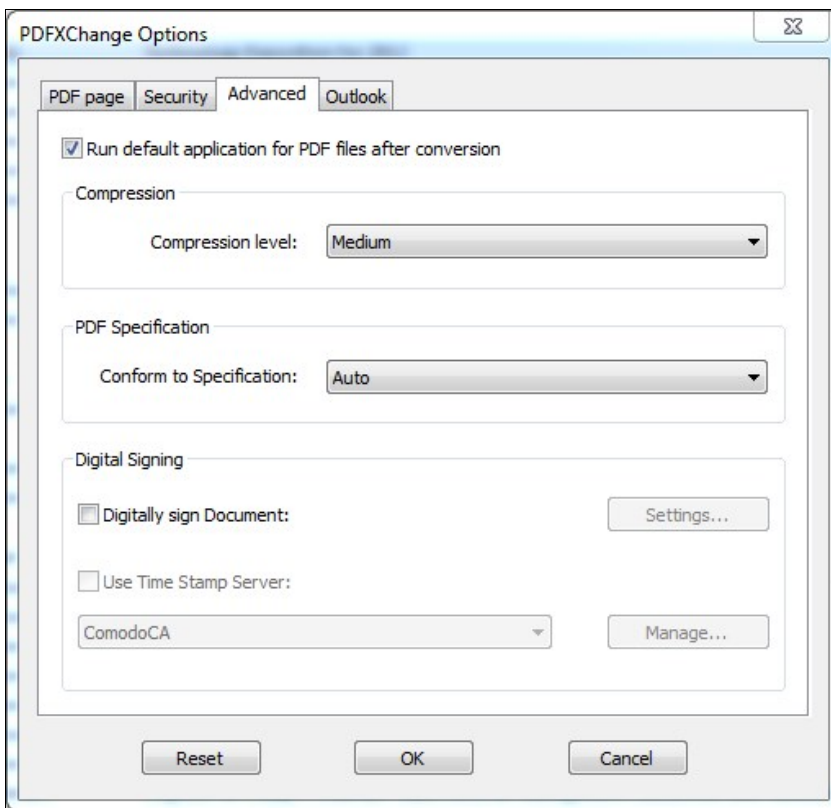 PDFXChange Options
PDF page Security Advanced Outlook
Run default application for PDF files after conversion
Compression
Compression level: Medium
PDF Specification
Conform to Specification: Auto
Digital Signing
Digitally sign Document: Settings...
Use Time Stamp Server:
ComodoCA Manage...
Reset OK Cancel